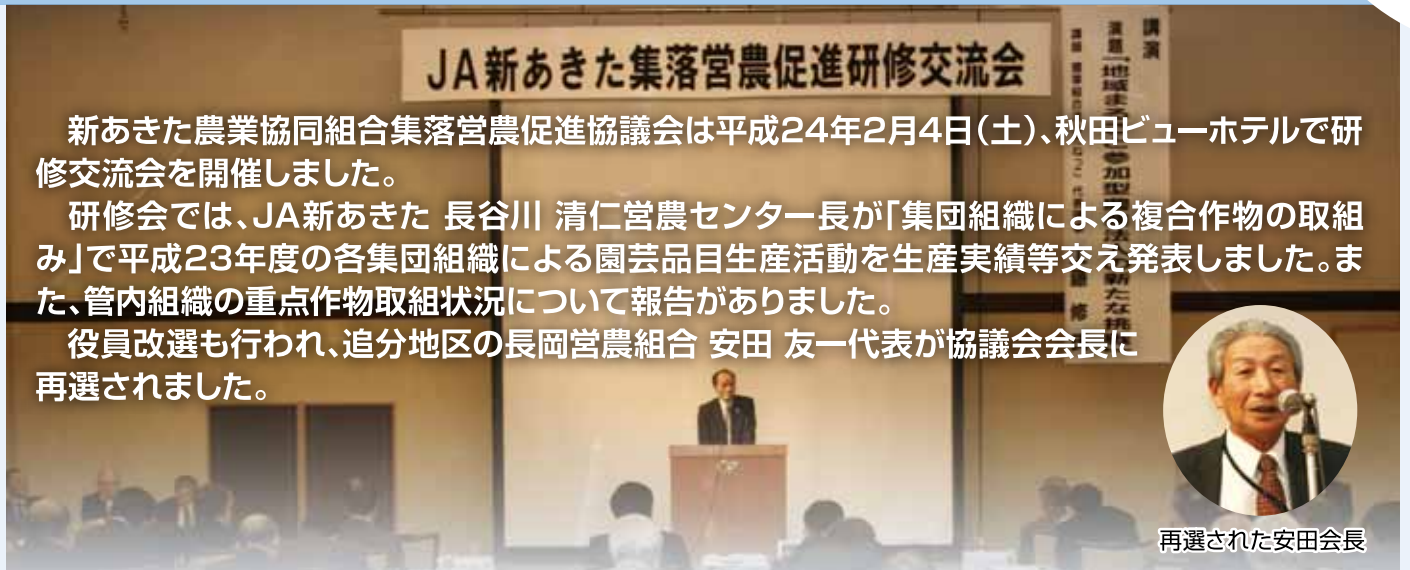 JA新あきた集落営農促進研修交流会
講演
新あきた農業協同組合集落営農促進協議会は平成24年2月4日(土)、秋田ビューホテルで研
修交流会を開催しました。
研修会では、JA新あきた 長谷川 清仁営農センター長が「集団組織による複合作物の取組
み」で平成23年度の各集団組織による園芸品目生産活動を生産実績等交え発表しました。ま
た、管内組織の重点作物取組状況について報告がありました。
役員改選も行われ、追分地区の長岡営農組合 安田 友一代表が協議会会長に
再選されました。
再選された安田会長